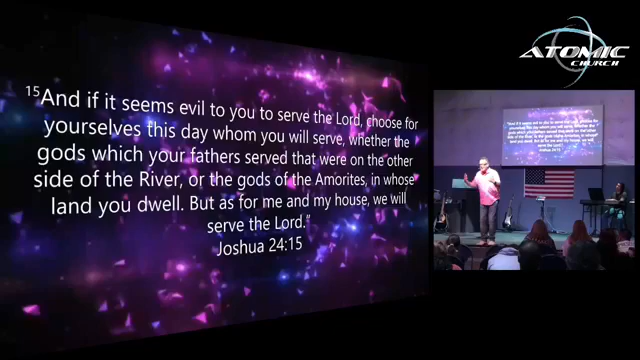 ATOMIC
CHURCH
15And if it seems evil to you to serve the Lord, choose for
yourselves this day whom you will serve, whether the
gods which your fathers served that were on the other
side of the River, or the gods of the Amorites, in whose
land you dwell. But as for me and my house, we will
serve the Lord.”
Joshua 24:15